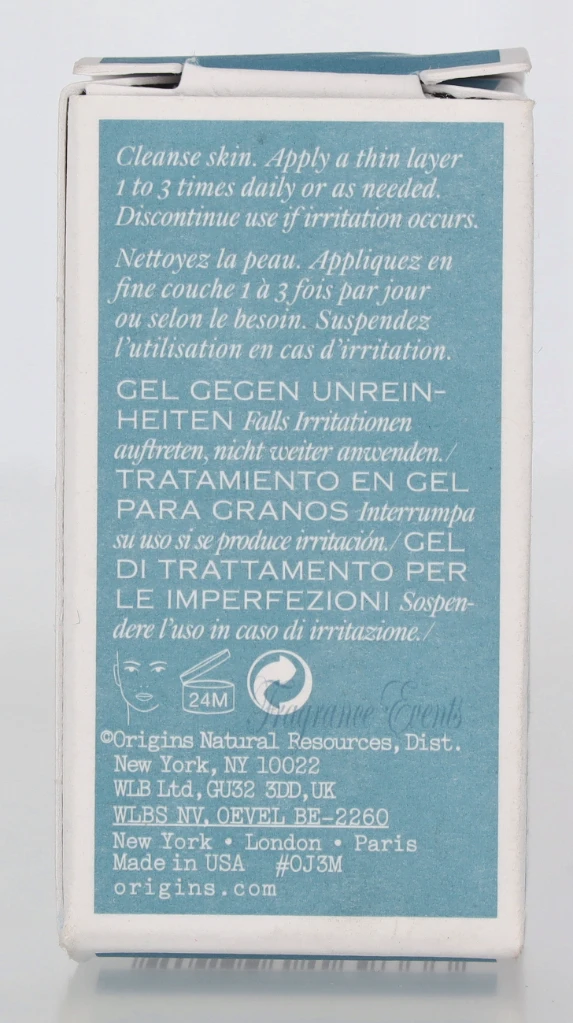 Cleanse skin. Apply a thin layer
1 to 3 times daily or as needed.
Discontinue use if irritation occurs.
Nettoyez la peau. Appliquez en
fine couche 1 à 3 fois par jour
ou selon le besoin. Suspendez
l'utilisation en cas d'irritation.
GEL GEGEN UNREIN-
HEITEN Falls Irritationen
auftreten, nicht weiter anwenden./
TRATAMIENTO EN GEL
PARA GRANOS Interrumpa
su uso si se produce irritación./ GEL
DI TRATTAMENTO PER
LE IMPERFEZIONI Sospen-
dere l'uso in caso di irritazione./
24M
Fragrance Events
©Origins Natural Resources, Dist.
New York, NY 10022
WLB Ltd, GU32 3DD, UK
WLBS NV. OEVEL BE-2260
New York • London • Paris
Made in USA #0J3M
origins.com